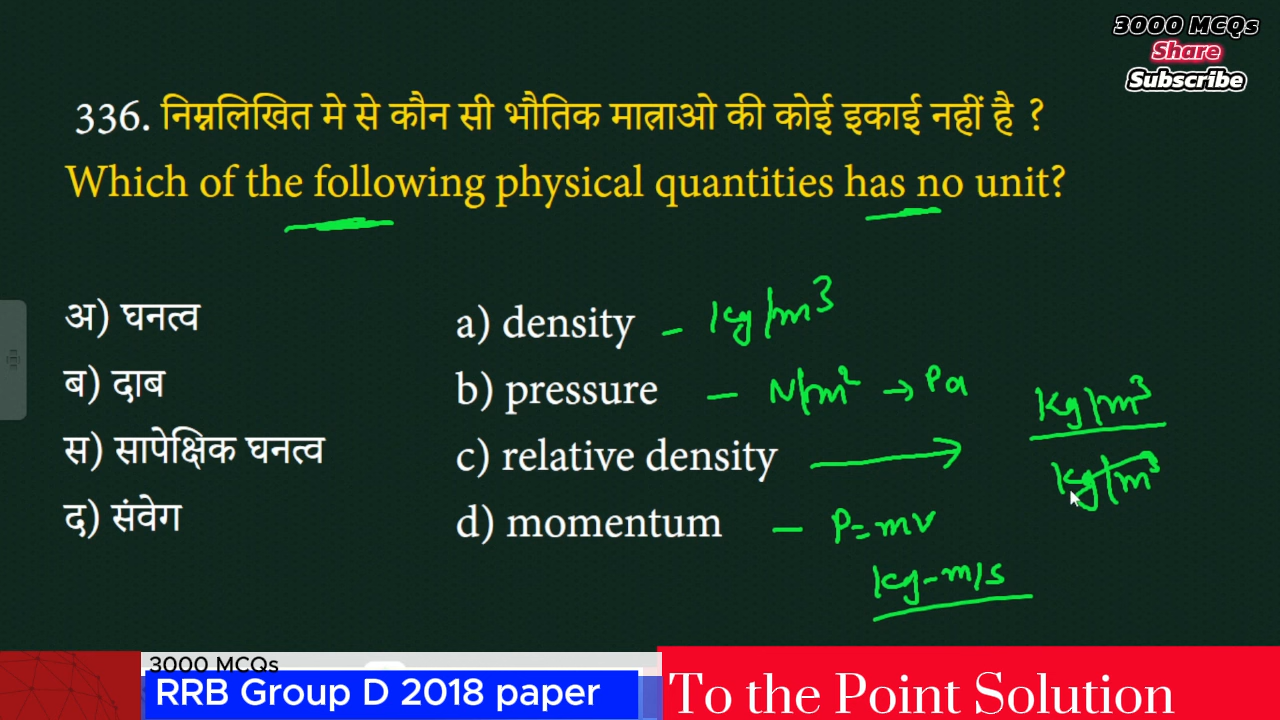 3000 MCQs
Share
Subscribe
336. निम्नलिखित मे से कौन सी भौतिक मात्राओ की कोई इकाई नहीं है ?
Which of the following physical quantities has no unit?
अ) घनत्व a) density - kg/m³
ब) दाब b) pressure - N/m² → Pa
स) सापेक्षिक घनत्व c) relative density → kg/m³
kg/m³
द) संवेग d) momentum - P=mv
kg-m/s
3000 MCQs
RRB Group D 2018 paper
To the Point Solution